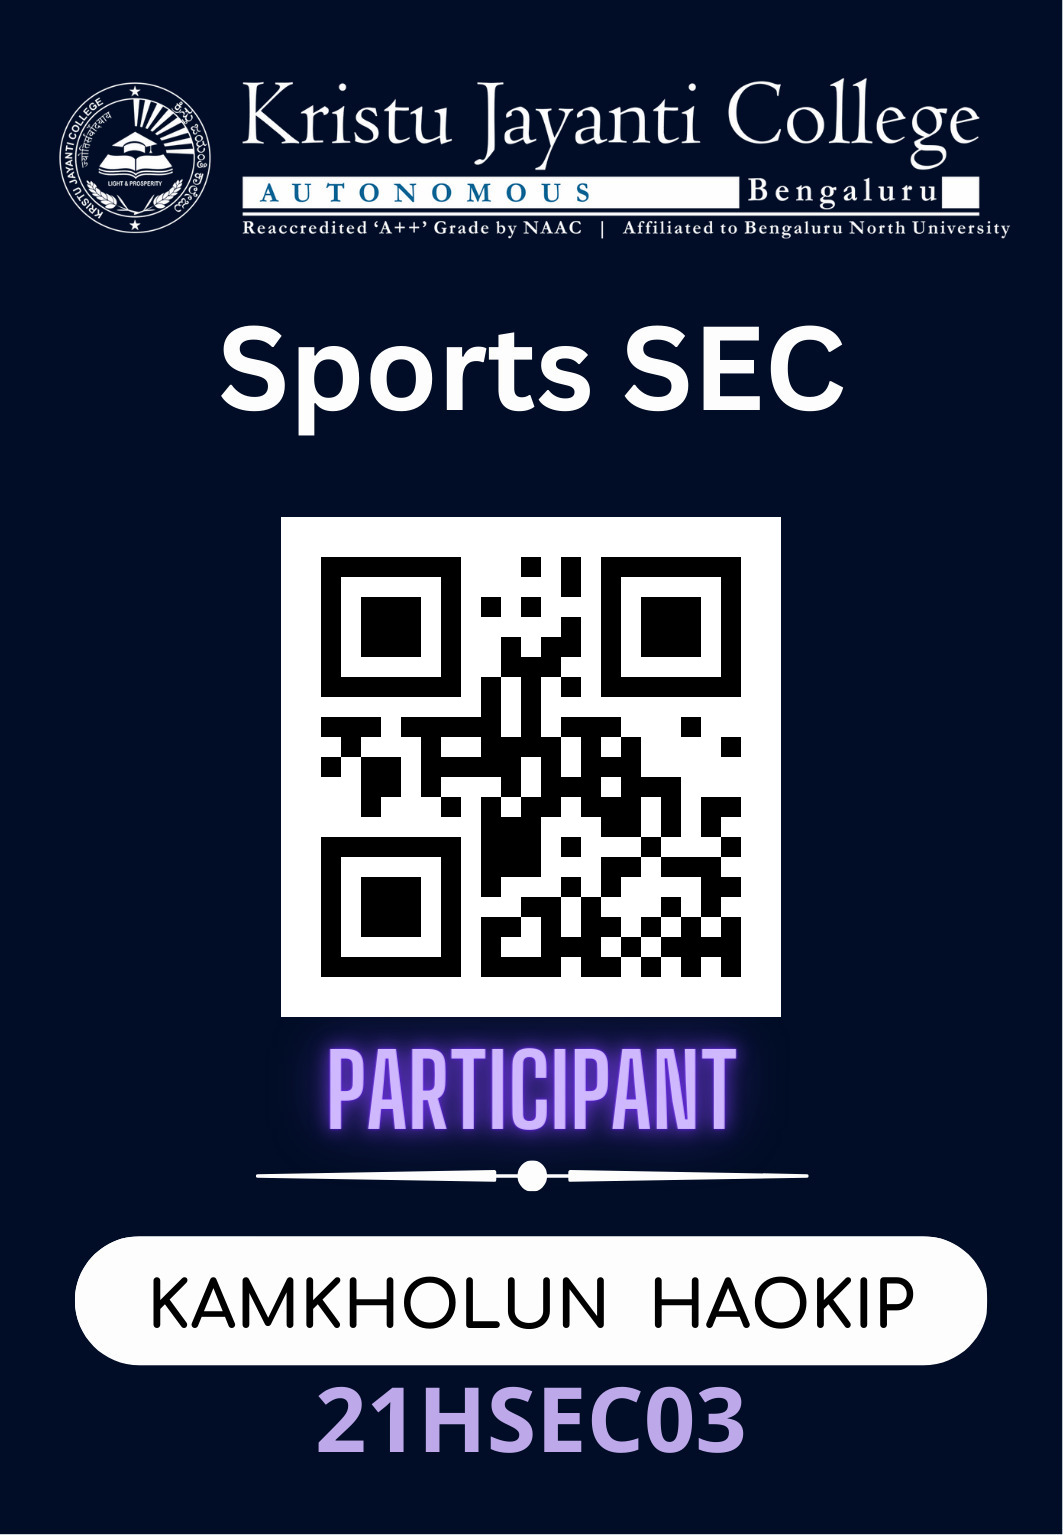 Kristu Jayanti College
AUTONOMOUS Bengaluru
Reaccredited ‘A++’ Grade by NAAC | Affiliated to Bengaluru North University
KRISTU JAYANTI COLLEGE
LIGHT & PROSPERITY
Sports SEC
PARTICIPANT
KAMKHOLUN HAOKIP
21HSEC03